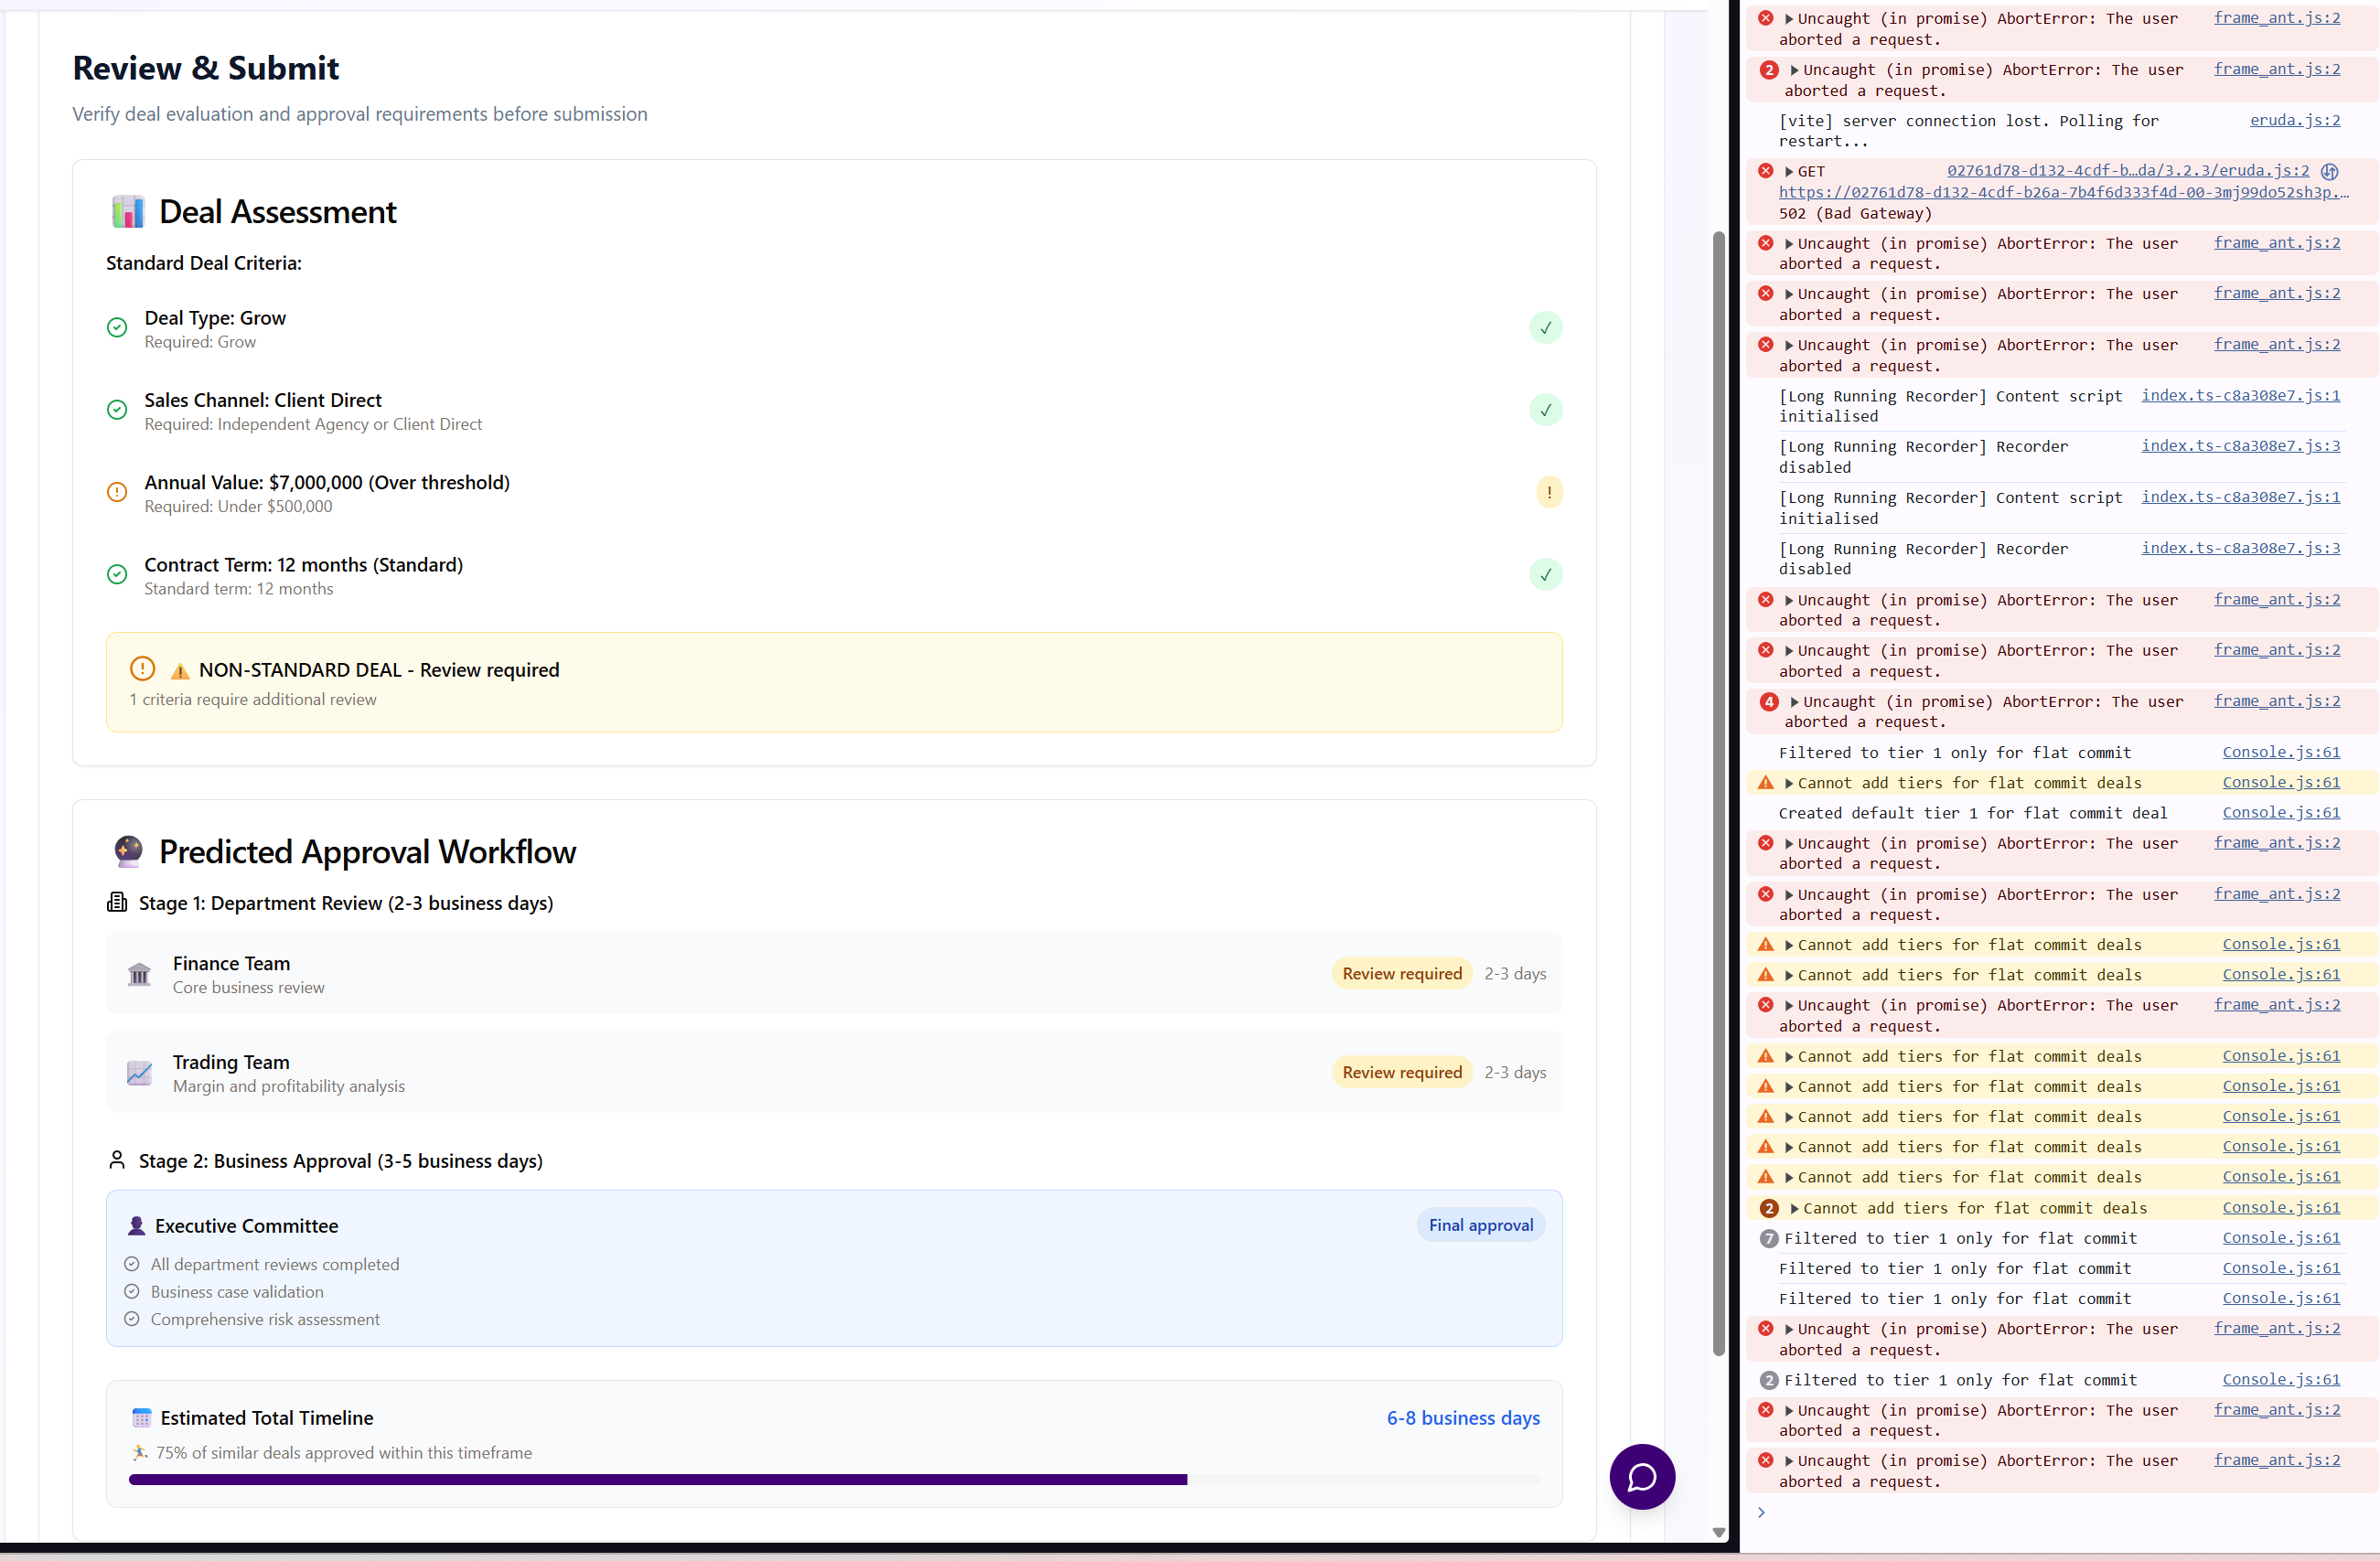 Review & Submit
Verify deal evaluation and approval requirements before submission
Deal Assessment
Standard Deal Criteria:
Deal Type: Grow
Required: Grow
✓
Sales Channel: Client Direct
Required: Independent Agency or Client Direct
✓
Annual Value: $7,000,000 (Over threshold)
Required: Under $500,000
!
Contract Term: 12 months (Standard)
Standard term: 12 months
✓
NON-STANDARD DEAL - Review required
1 criteria require additional review
Predicted Approval Workflow
Stage 1: Department Review (2-3 business days)
Finance Team
Core business review
Review required 2-3 days
Trading Team
Margin and profitability analysis
Review required 2-3 days
Stage 2: Business Approval (3-5 business days)
Executive Committee
Final approval
All department reviews completed
Business case validation
Comprehensive risk assessment
Estimated Total Timeline
6-8 business days
75% of similar deals approved within this timeframe
Uncaught (in promise) AbortError: The user frame_ant.js:2
aborted a request.
2 Uncaught (in promise) AbortError: The user frame_ant.js:2
aborted a request.
[vite] server connection lost. Polling for eruda.js:2
restart...
GET 02761d78-d132-4cdf-b…da/3.2.3/eruda.js:2
https://02761d78-d132-4cdf-b26a-7b4f6d333f4d-00-3mj99do52sh3p.…
502 (Bad Gateway)
Uncaught (in promise) AbortError: The user frame_ant.js:2
aborted a request.
Uncaught (in promise) AbortError: The user frame_ant.js:2
aborted a request.
Uncaught (in promise) AbortError: The user frame_ant.js:2
aborted a request.
[Long Running Recorder] Content script index.ts-c8a308e7.js:1
initialised
[Long Running Recorder] Recorder index.ts-c8a308e7.js:3
disabled
[Long Running Recorder] Content script index.ts-c8a308e7.js:1
initialised
[Long Running Recorder] Recorder index.ts-c8a308e7.js:3
disabled
Uncaught (in promise) AbortError: The user frame_ant.js:2
aborted a request.
Uncaught (in promise) AbortError: The user frame_ant.js:2
aborted a request.
4 Uncaught (in promise) AbortError: The user frame_ant.js:2
aborted a request.
Filtered to tier 1 only for flat commit Console.js:61
Cannot add tiers for flat commit deals Console.js:61
Created default tier 1 for flat commit deal Console.js:61
Uncaught (in promise) AbortError: The user frame_ant.js:2
aborted a request.
Uncaught (in promise) AbortError: The user frame_ant.js:2
aborted a request.
Cannot add tiers for flat commit deals Console.js:61
Cannot add tiers for flat commit deals Console.js:61
Uncaught (in promise) AbortError: The user frame_ant.js:2
aborted a request.
Cannot add tiers for flat commit deals Console.js:61
Cannot add tiers for flat commit deals Console.js:61
Cannot add tiers for flat commit deals Console.js:61
Cannot add tiers for flat commit deals Console.js:61
Cannot add tiers for flat commit deals Console.js:61
2 Cannot add tiers for flat commit deals Console.js:61
7 Filtered to tier 1 only for flat commit Console.js:61
Filtered to tier 1 only for flat commit Console.js:61
Filtered to tier 1 only for flat commit Console.js:61
Uncaught (in promise) AbortError: The user frame_ant.js:2
aborted a request.
2 Filtered to tier 1 only for flat commit Console.js:61
Uncaught (in promise) AbortError: The user frame_ant.js:2
aborted a request.
Uncaught (in promise) AbortError: The user frame_ant.js:2
aborted a request.